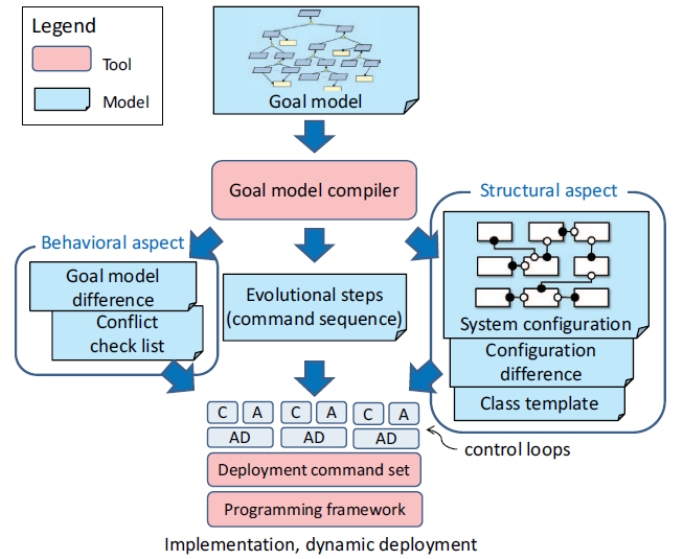 Legend
Tool
Model
Goal model
Goal model compiler
Structural aspect
Behavioral aspect
Goal model
difference
Conflict
check list
Evolutional steps
(command sequence)
System configuration
Configuration
difference
Class template
C A C A C A
AD AD AD
control loops
Deployment command set
Programming framework
Implementation, dynamic deployment